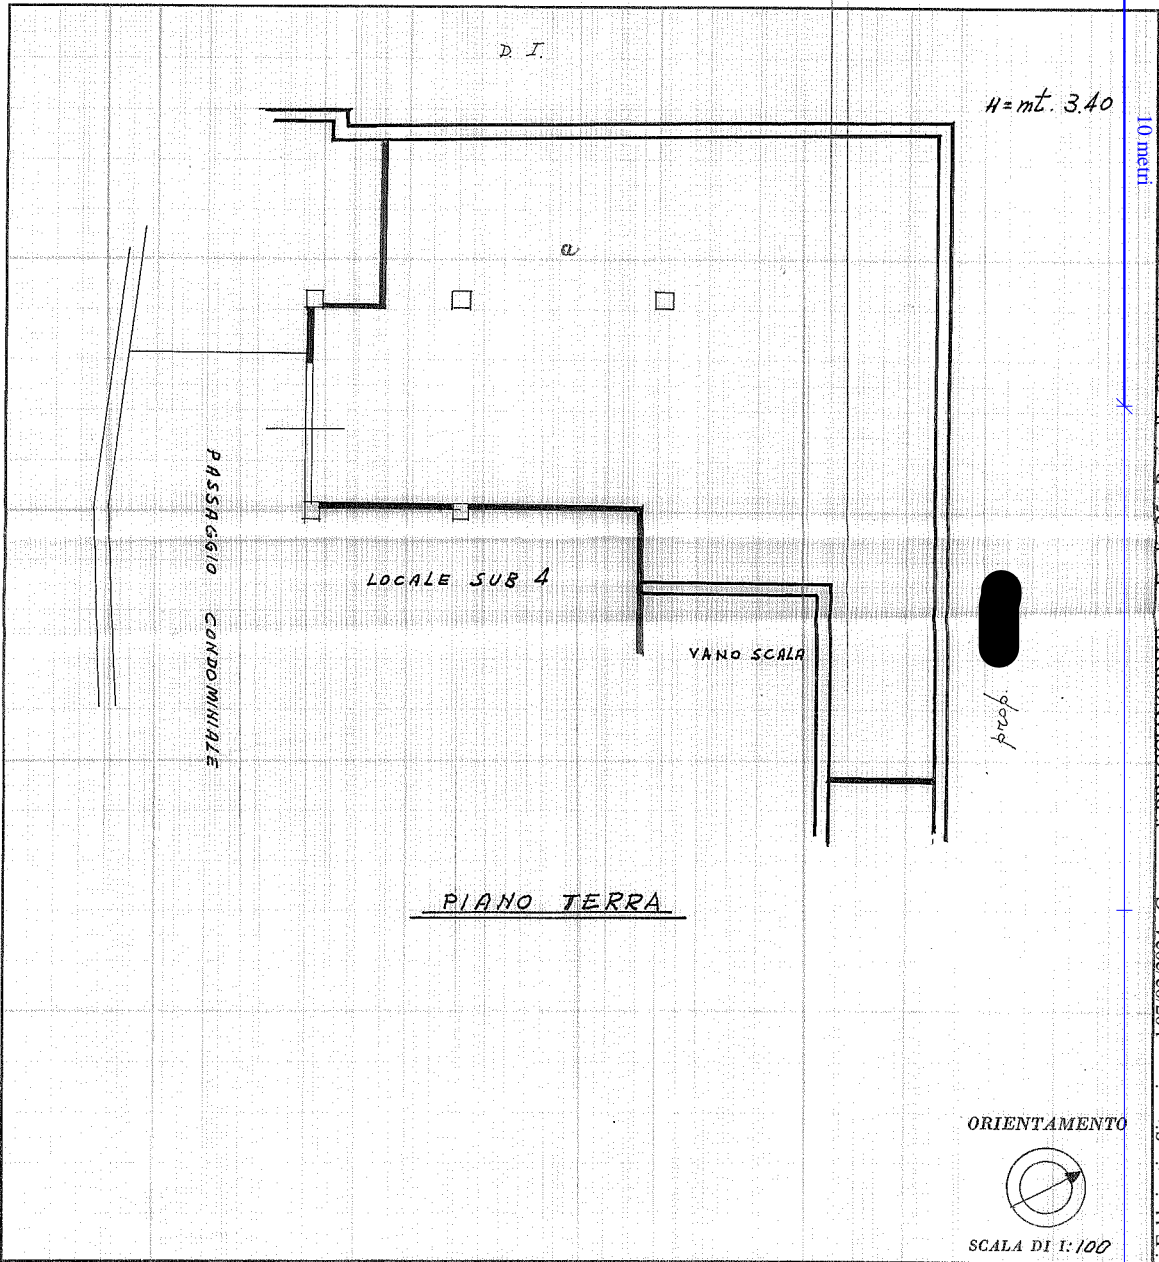 D. I.
H = mt. 3.40
10 metri
a
PASSAGGIO CONDOMINIALE
LOCALE SUB 4
VANO SCALA
prop.
PIANO TERRA
ORIENTAMENTO
SCALA DI 1:100